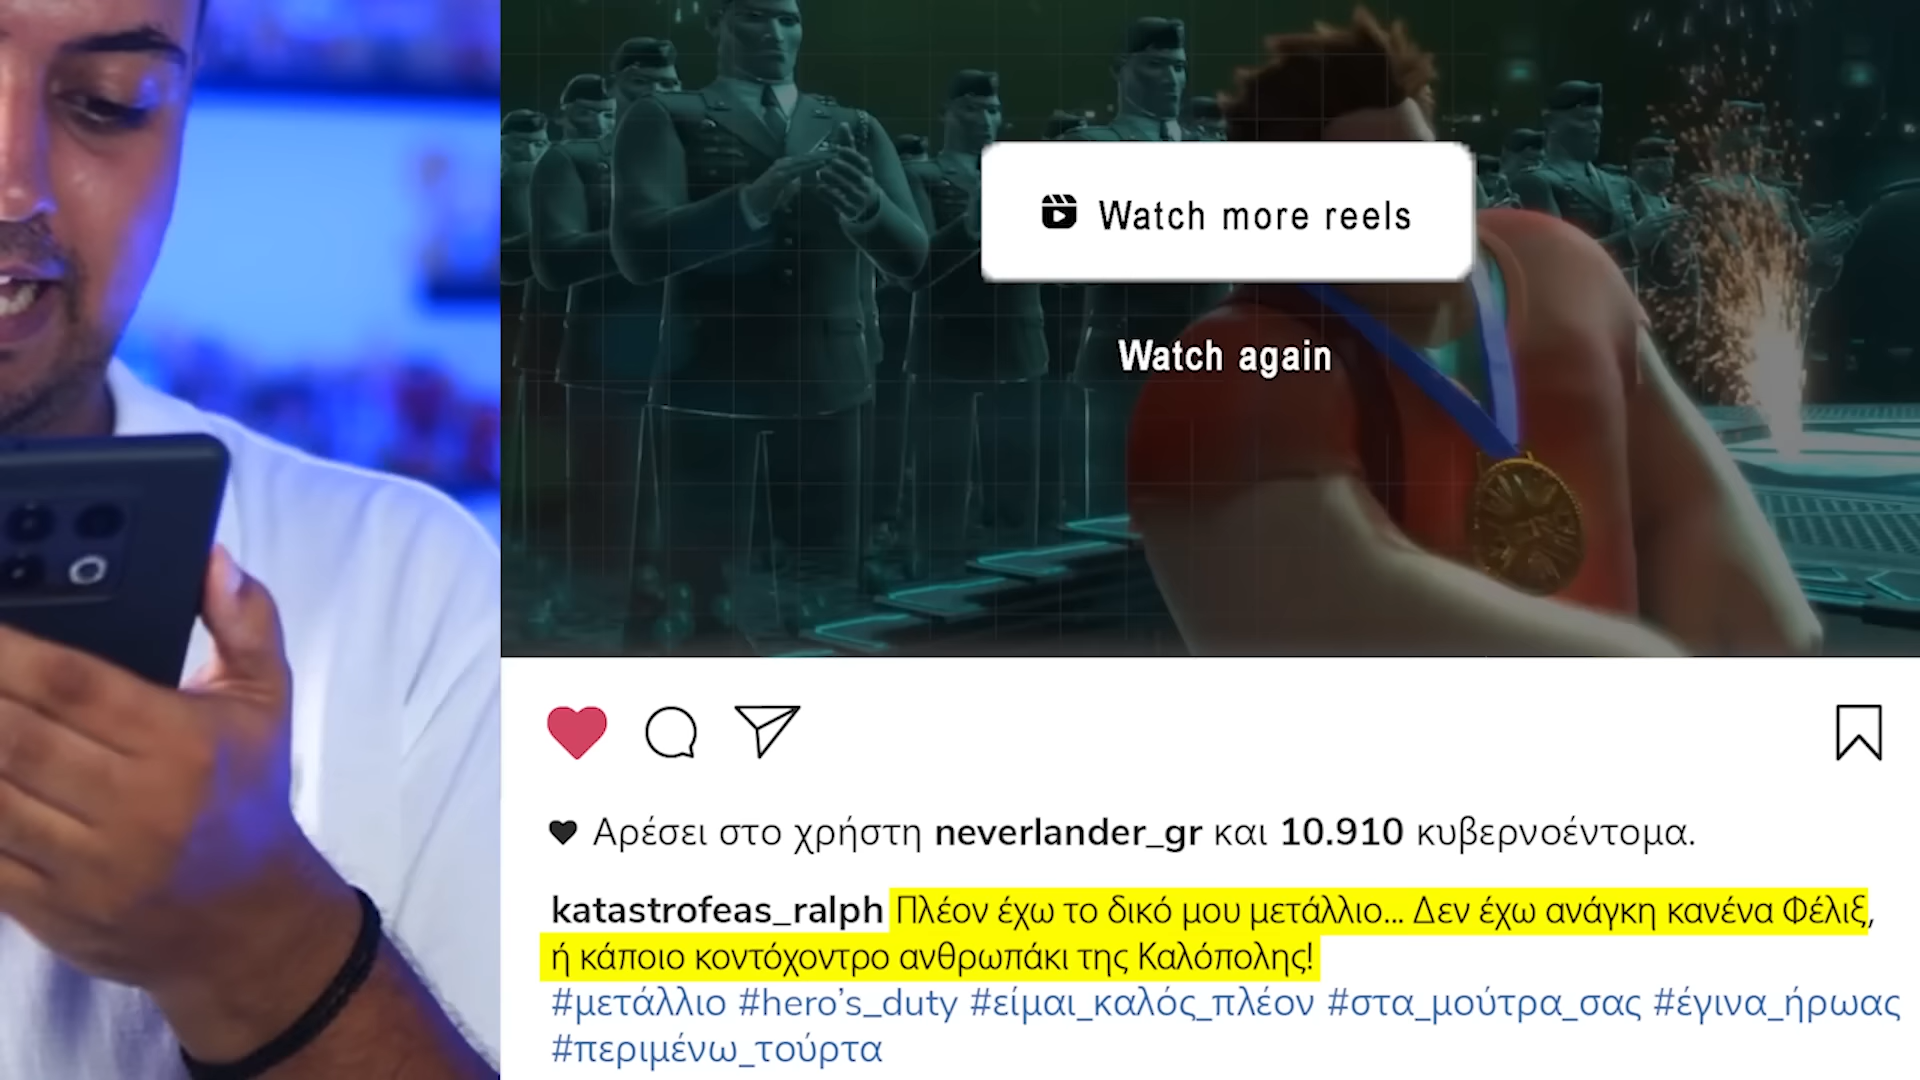 Watch more reels
Watch again
Αρέσει στο χρήστη neverlander_gr και 10.910 κυβερνοέντομα.
katastrofeas_ralph Πλέον έχω το δικό μου μετάλλιο... Δεν έχω ανάγκη κανένα Φέλιξ,
ή κάποιο κοντόχοντρο ανθρωπάκι της Καλόπολης!
#μετάλλιο #hero’s_duty #είμαι_καλός_πλέον #στα_μούτρα_σας #έγινα_ήρωας
#περιμένω_τούρτα